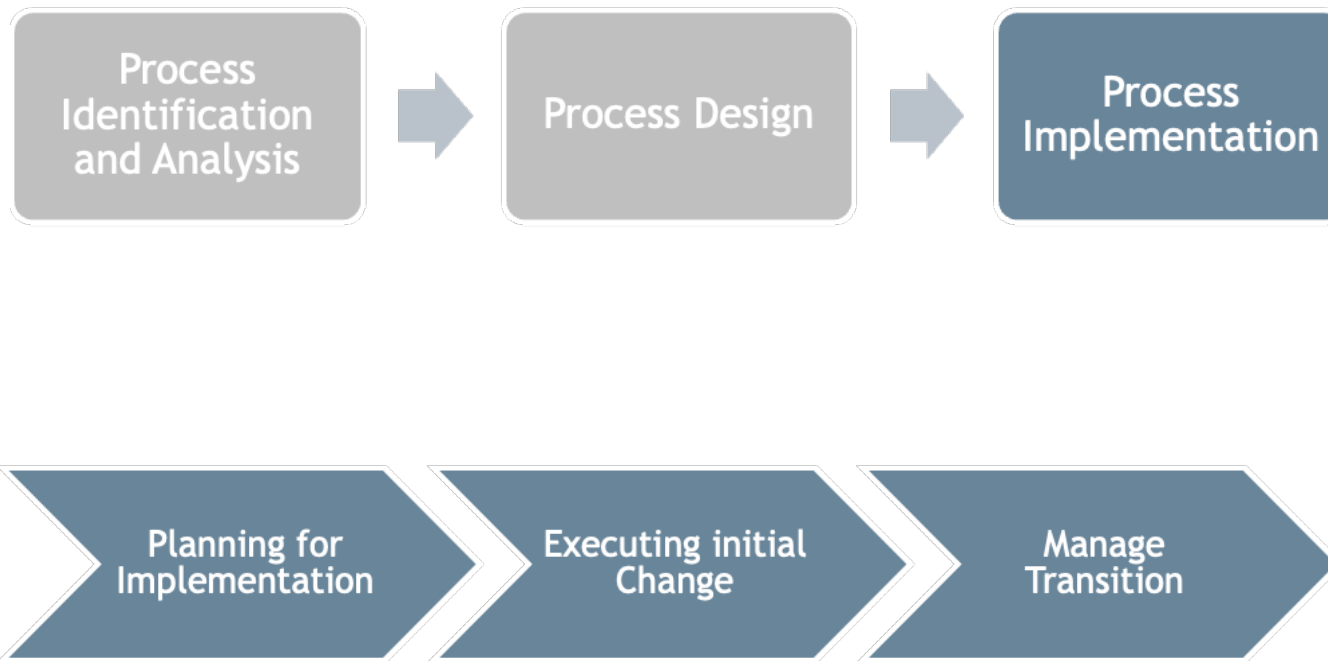 Process
Identification
and Analysis
Process Design
Process
Implementation
Planning for
Implementation
Executing initial
Change
Manage
Transition